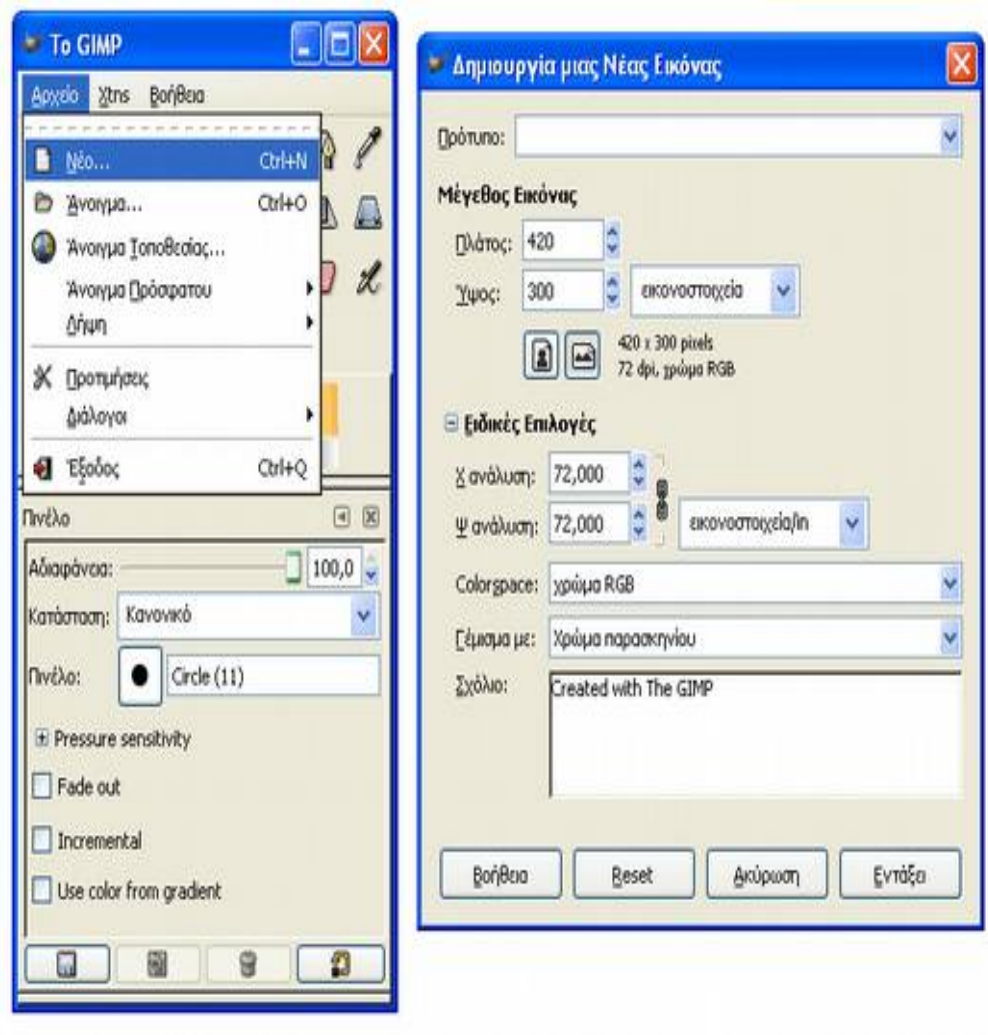 Το GIMP
Αρχείο Xtns Βοήθεια
Νέο... Ctrl+N
Άνοιγμα... Ctrl+O
Άνοιγμα Τοποθεσίας...
Άνοιγμα Πρόσφατου
Λήψη
Προτιμήσεις
Διάλογοι
Έξοδος Ctrl+Q
Πινέλο
Αδιαφάνεια: 100,0
Κατάσταση: Κανονικό
Πινέλο: Circle (11)
Pressure sensitivity
Fade out
Incremental
Use color from gradient
Δημιουργία μιας Νέας Εικόνας
Πρότυπο:
Μέγεθος Εικόνας
Πλάτος: 420
Ύψος: 300 εικονοστοιχεία
420 x 300 pixels
72 dpi, χρώμα RGB
Ειδικές Επιλογές
Χ ανάλυση: 72,000
Ψ ανάλυση: 72,000 εικονοστοιχεία/in
Colorspace: χρώμα RGB
Γέμισμα με: Χρώμα παρασκηνίου
Σχόλιο: Created with The GIMP
Βοήθεια Reset Ακύρωση Εντάξει